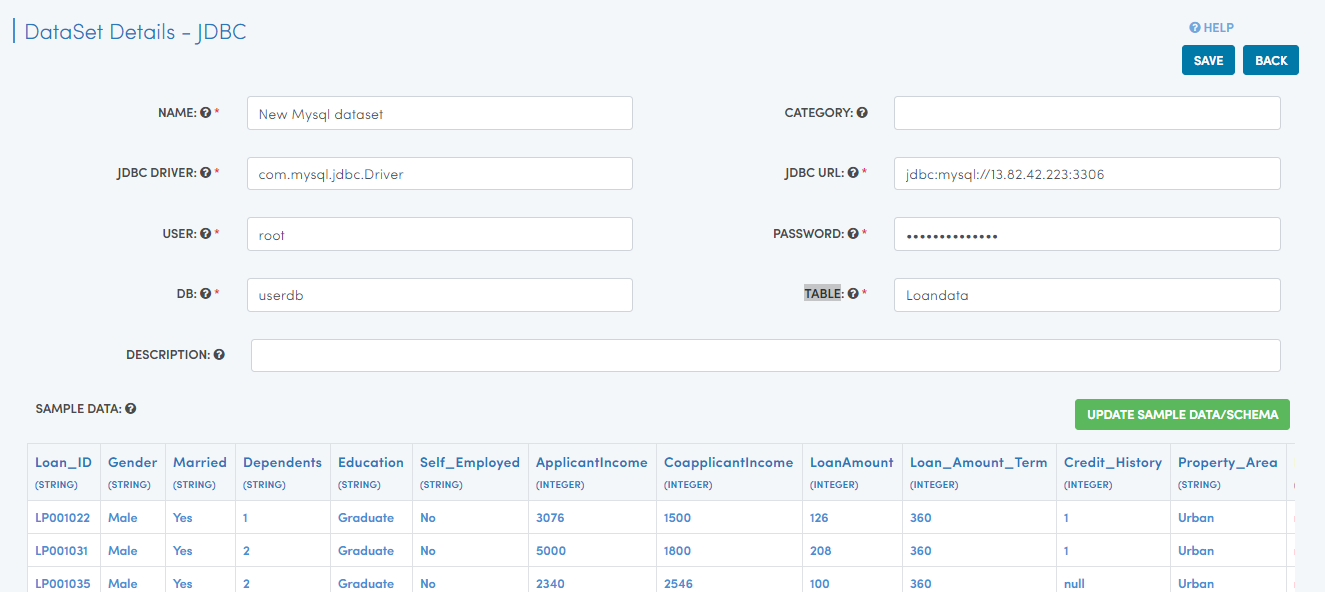 DataSet Details - JDBC
HELP
SAVE BACK
NAME: * New Mysql dataset CATEGORY:
JDBC DRIVER: * com.mysql.jdbc.Driver JDBC URL: * jdbc:mysql://13.82.42.223:3306
USER: * root PASSWORD: * ••••••••••••••
DB: * userdb TABLE: * Loandata
DESCRIPTION:
SAMPLE DATA: UPDATE SAMPLE DATA/SCHEMA
Loan_ID Gender Married Dependents Education Self_Employed ApplicantIncome CoapplicantIncome LoanAmount Loan_Amount_Term Credit_History Property_Area
(STRING) (STRING) (STRING) (STRING) (STRING) (STRING) (INTEGER) (INTEGER) (INTEGER) (INTEGER) (INTEGER) (STRING)
LP001022 Male Yes 1 Graduate No 3076 1500 126 360 1 Urban
LP001031 Male Yes 2 Graduate No 5000 1800 208 360 1 Urban
LP001035 Male Yes 2 Graduate No 2340 2546 100 360 null Urban